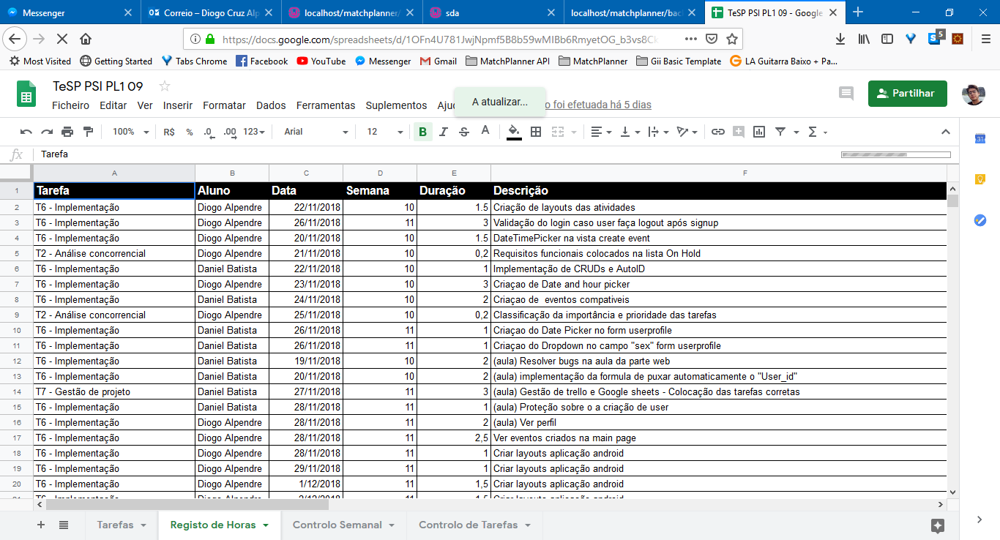 Messenger
Correio – Diogo Cruz Alp
localhost/matchplanner/
sda
localhost/matchplanner/bac
TeSP PSI PL1 09 - Google
https://docs.google.com/spreadsheets/d/1OFn4U781JwjNpmf5B8b59wMIBb6RmyetOG_b3vs8Ck
5
Most Visited Getting Started Tabs Chrome Facebook YouTube Messenger Gmail MatchPlanner API MatchPlanner Gii Basic Template LA Guitarra Baixo + Pa...
TeSP PSI PL1 09
Partilhar
Ficheiro Editar Ver Inserir Formatar Dados Ferramentas Suplementos Aju
A atualizar...
o foi efetuada há 5 dias
100% R$ % .0 .00 123 Arial 12 B I S A Σ
31
fx Tarefa
A B C D E F
1 Tarefa Aluno Data Semana Duração Descrição
2 T6 - Implementação Diogo Alpendre 22/11/2018 10 1.5 Criação de layouts das atividades
3 T6 - Implementação Diogo Alpendre 26/11/2018 11 3 Validação do login caso user faça logout após signup
4 T6 - Implementação Diogo Alpendre 20/11/2018 10 1.5 DateTimePicker na vista create event
5 T2 - Análise concorrencial Diogo Alpendre 21/11/2018 10 0,2 Requisitos funcionais colocados na lista On Hold
6 T6 - Implementação Daniel Batista 22/11/2018 10 1 Implementação de CRUDs e AutoID
7 T6 - Implementação Diogo Alpendre 23/11/2018 10 3 Criaçao de Date and hour picker
8 T6 - Implementação Daniel Batista 24/11/2018 10 2 Criaçao de  eventos compativeis
9 T2 - Análise concorrencial Diogo Alpendre 25/11/2018 10 0,2 Classificação da importância e prioridade das tarefas
10 T6 - Implementação Daniel Batista 26/11/2018 11 1 Criaçao do Date Picker no form userprofile
11 T6 - Implementação Daniel Batista 26/11/2018 11 1 Criaçao do Dropdown no campo "sex" form userprofile
12 T6 - Implementação Daniel Batista 19/11/2018 10 2 (aula) Resolver bugs na aula da parte web
13 T6 - Implementação Daniel Batista 20/11/2018 10 2 (aula) implementação da formula de puxar automaticamente o "User_id"
14 T7 - Gestão de projeto Daniel Batista 27/11/2018 11 3 (aula) Gestão de trello e Google sheets - Colocação das tarefas corretas
15 T6 - Implementação Daniel Batista 28/11/2018 11 1 (aula) Proteção sobre o a criação de user
16 T6 - Implementação Diogo Alpendre 28/11/2018 11 2 (aula) Ver perfil
17 T6 - Implementação Diogo Alpendre 28/11/2018 11 2,5 Ver eventos criados na main page
18 T6 - Implementação Diogo Alpendre 28/11/2018 11 1 Criar layouts aplicação android
19 T6 - Implementação Diogo Alpendre 29/11/2018 11 1 Criar layouts aplicação android
20 T6 - Implementação Diogo Alpendre 1/12/2018 11 1,5 Criar layouts aplicação android
Tarefas Registo de Horas Controlo Semanal Controlo de Tarefas